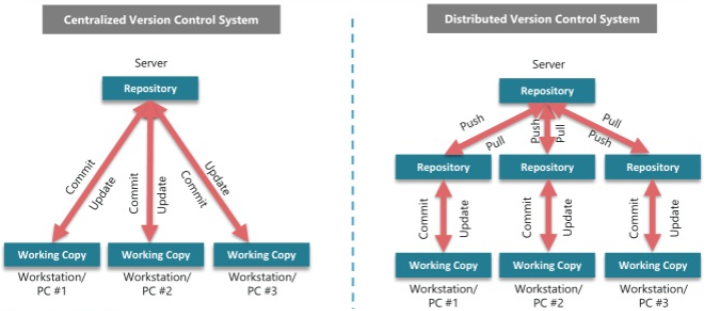 Centralized Version Control System
Server
Repository
Commit
Update
Commit
Update
Update
Commit
Working Copy
Working Copy
Working Copy
Workstation/
PC #1
Workstation/
PC #2
Workstation/
PC #3
Distributed Version Control System
Server
Repository
Push
Pull
Push
Pull
Pull
Push
Repository
Repository
Repository
Commit
Update
Commit
Update
Commit
Update
Working Copy
Working Copy
Working Copy
Workstation/
PC #1
Workstation/
PC #2
Workstation/
PC #3